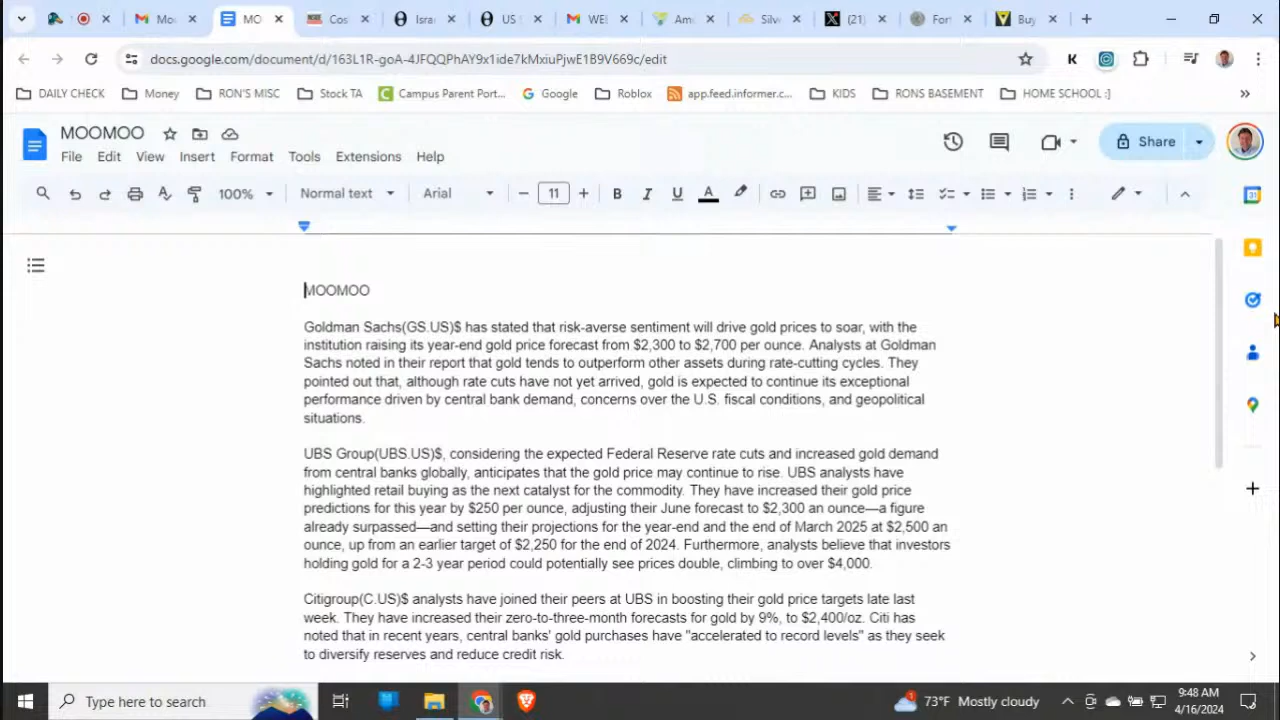 Mo
MO
Cos
Isra
US
WE
Am
Silve
(21)
For
Buy
docs.google.com/document/d/163L1R-goA-4JFQQPhAY9x1ide7kMxiuPjwE1B9V669c/edit
DAILY CHECK
Money
RON'S MISC
Stock TA
Campus Parent Port...
Google
Roblox
app.feed.informer.c...
KIDS
RONS BASEMENT
HOME SCHOOL :]
MOOMOO
Share
File Edit View Insert Format Tools Extensions Help
100% Normal text Arial 11 B I U A
MOOMOO
Goldman Sachs(GS.US)$ has stated that risk-averse sentiment will drive gold prices to soar, with the
institution raising its year-end gold price forecast from $2,300 to $2,700 per ounce. Analysts at Goldman
Sachs noted in their report that gold tends to outperform other assets during rate-cutting cycles. They
pointed out that, although rate cuts have not yet arrived, gold is expected to continue its exceptional
performance driven by central bank demand, concerns over the U.S. fiscal conditions, and geopolitical
situations.
UBS Group(UBS.US)$, considering the expected Federal Reserve rate cuts and increased gold demand
from central banks globally, anticipates that the gold price may continue to rise. UBS analysts have
highlighted retail buying as the next catalyst for the commodity. They have increased their gold price
predictions for this year by $250 per ounce, adjusting their June forecast to $2,300 an ounce—a figure
already surpassed—and setting their projections for the year-end and the end of March 2025 at $2,500 an
ounce, up from an earlier target of $2,250 for the end of 2024. Furthermore, analysts believe that investors
holding gold for a 2-3 year period could potentially see prices double, climbing to over $4,000.
Citigroup(C.US)$ analysts have joined their peers at UBS in boosting their gold price targets late last
week. They have increased their zero-to-three-month forecasts for gold by 9%, to $2,400/oz. Citi has
noted that in recent years, central banks' gold purchases have "accelerated to record levels" as they seek
to diversify reserves and reduce credit risk.
Type here to search
73°F Mostly cloudy
9:48 AM
4/16/2024